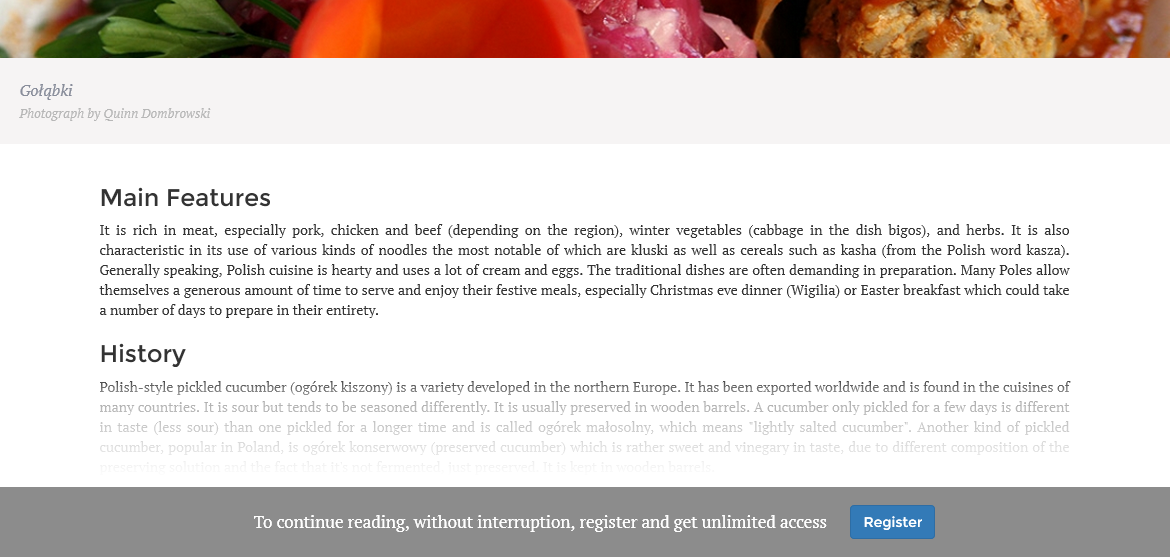 Gołąbki
Photograph by Quinn Dombrowski
Main Features
It is rich in meat, especially pork, chicken and beef (depending on the region), winter vegetables (cabbage in the dish bigos), and herbs. It is also
characteristic in its use of various kinds of noodles the most notable of which are kluski as well as cereals such as kasha (from the Polish word kasza).
Generally speaking, Polish cuisine is hearty and uses a lot of cream and eggs. The traditional dishes are often demanding in preparation. Many Poles allow
themselves a generous amount of time to serve and enjoy their festive meals, especially Christmas eve dinner (Wigilia) or Easter breakfast which could take
a number of days to prepare in their entirety.
History
Polish-style pickled cucumber (ogórek kiszony) is a variety developed in the northern Europe. It has been exported worldwide and is found in the cuisines of
many countries. It is sour but tends to be seasoned differently. It is usually preserved in wooden barrels. A cucumber only pickled for a few days is different
in taste (less sour) than one pickled for a longer time and is called ogórek małosolny, which means "lightly salted cucumber". Another kind of pickled
cucumber, popular in Poland, is ogórek konserwowy (preserved cucumber) which is rather sweet and vinegary in taste, due to different composition of the
preserving solution and the fact that it's not fermented, just preserved. It is kept in wooden barrels.
To continue reading, without interruption, register and get unlimited access
Register